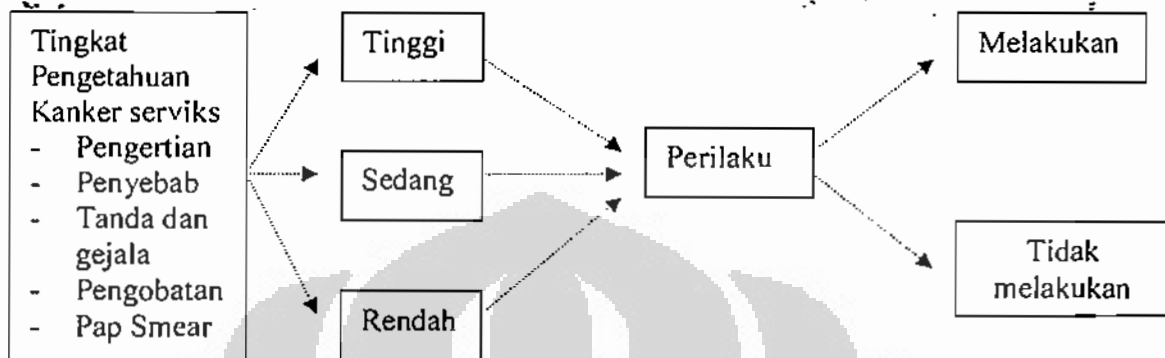 Tingkat
Pengetahuan
Kanker serviks
- Pengertian
- Penyebab
- Tanda dan
gejala
- Pengobatan
- Pap Smear
Tinggi
Sedang
Rendah
Perilaku
Melakukan
Tidak
melakukan